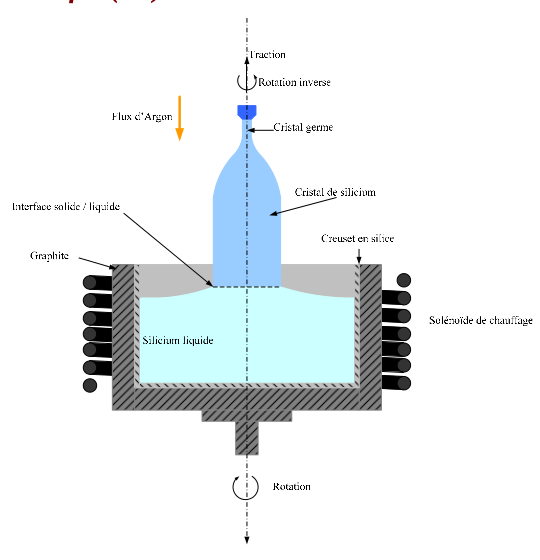 Traction
Rotation inverse
Flux d'Argon
Cristal germe
Cristal de silicium
Interface solide / liquide
Creuset en silice
Graphite
Solénoïde de chauffage
Silicium liquide
Rotation